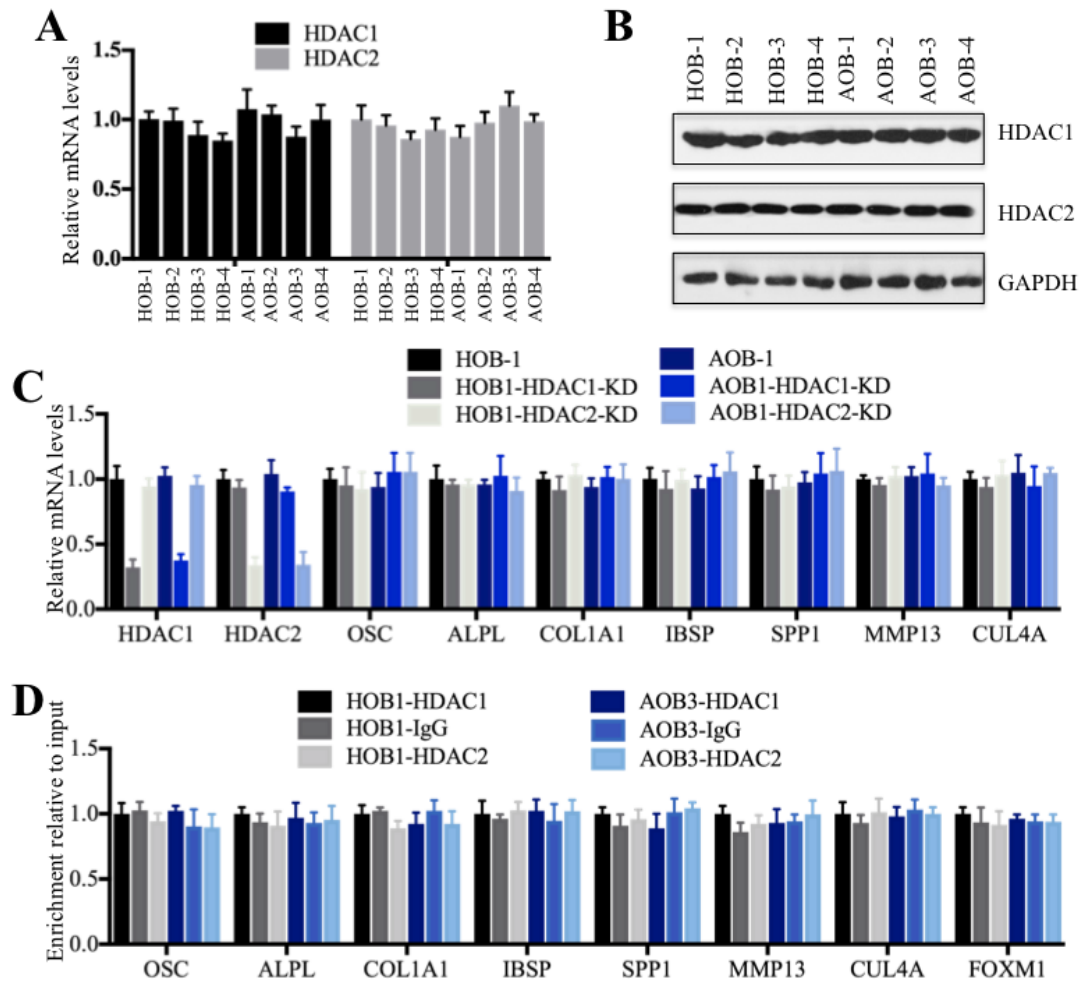 A
HDAC1
HDAC2
Relative mRNA levels
1.5
1.0
0.5
0.0
HOB-1 HOB-2 HOB-3 HOB-4 AOB-1 AOB-2 AOB-3 AOB-4 HOB-1 HOB-2 HOB-3 HOB-4 AOB-1 AOB-2 AOB-3 AOB-4
B
HOB-1 HOB-2 HOB-3 HOB-4 AOB-1 AOB-2 AOB-3 AOB-4
HDAC1
HDAC2
GAPDH
C
HOB-1 AOB-1
HOB1-HDAC1-KD AOB1-HDAC1-KD
HOB1-HDAC2-KD AOB1-HDAC2-KD
Relative mRNA levels
1.5
1.0
0.5
0.0
HDAC1 HDAC2 OSC ALPL COL1A1 IBSP SPP1 MMP13 CUL4A
D
HOB1-HDAC1 AOB3-HDAC1
HOB1-IgG AOB3-IgG
HOB1-HDAC2 AOB3-HDAC2
Enrichment relative to input
1.5
1.0
0.5
0.0
OSC ALPL COL1A1 IBSP SPP1 MMP13 CUL4A FOXM1